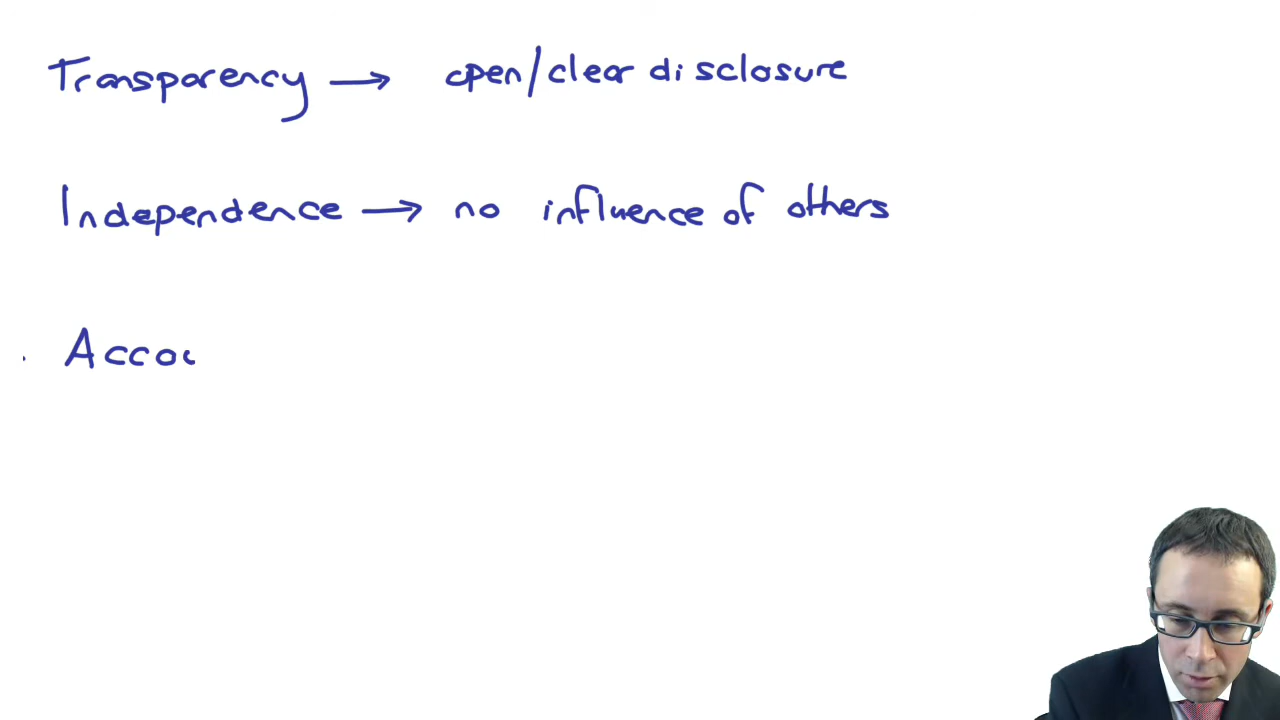 Transparency → open/clear disclosure
Independence → no influence of others
Accou